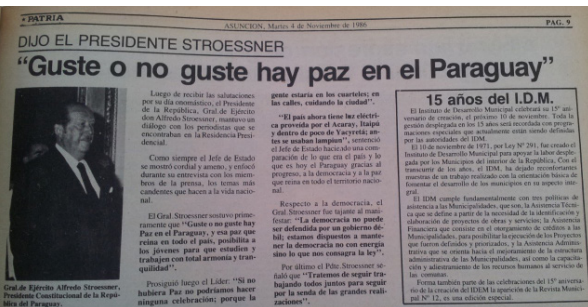 • PATRIA
ASUNCION, Martes 4 de Noviembre de 1986
PAG. 9
DIJO EL PRESIDENTE STROESSNER
"Guste o no guste hay paz en el Paraguay"
Gral.de Ejército Alfredo Stroessner,
Presidente Constitucional de la Repú-
blica del Paraguay.
Luego de recibir las salutaciones
por su día onomástico, el Presidente
de la República, Gral. de Ejército
don Alfredo Stroessner, mantuvo un
diálogo con los periodistas que se
encontraban en la Residencia Presi-
dencial.
Como siempre el Jefe de Estado
se mostró cordial y ameno, y enfocó
durante su entrevista con los miem-
bros de la prensa, los temas más
candentes que hacen a la vida nacio-
nal.
El Gral. Stroessner sostuvo prime-
ramente que "Guste o no guste hay
Paz en el Paraguay, y esa paz que
reina en todo el país, posibilita a
los jóvenes para que estudien y
trabajen con total armonía y tran-
quilidad".
Prosiguió luego el Líder: "Si no
hubiera Paz no podríamos hacer
ninguna celebración; porque la
gente estaría en los cuarteles; en
las calles, cuidando la ciudad".
"El país ahora tiene luz eléctri-
ca proveída por el Acaray, Itaipú
y dentro de poco de Yacyretá; an-
tes se usaban lampion", sentenció
el Jefe de Estado haciendo una com-
paración de lo que era el país y lo
que es hoy el Paraguay gracias al
progreso, a la democracia y a la paz
que reina en todo el territorio nacio-
nal.
Respecto a la democracia, el
Gral. Stroessner fue tajante al mani-
festar: "La democracia no puede
ser defendida por un gobierno dé-
bil; estamos dispuestos a mante-
ner la democracia no con energía
sino lo que nos consagra la ley".
Por último el Pdte. Stroessner se-
ñaló que "Tratemos de seguir tra-
bajando todos juntos para seguir
por la senda de las grandes reali-
zaciones".
15 años del I.D.M.
El Instituto de Desarrollo Municipal celebrará su 15° ani-
versario de creación, el próximo 10 de noviembre. Toda la
gestión desplegada en los 15 años será recordada con progra-
maciones especiales que actualmente están siendo definidas
por las autoridades del IDM.
El 10 de noviembre de 1971, por Ley N° 291, fue creado el
Instituto de Desarrollo Municipal para apoyar la labor desple-
gada por los Municipios del interior de la República. Con el
transcurrir de los años, el IDM, ha dejado recordatorias
muestras de un trabajo realizado con la orientación básica de
fomentar el desarrollo de los municipios en su aspecto inte-
gral.
El IDM cumple fundamentalmente con tres políticas de
asistencia a las Municipalidades, que son, la Asistencia Técni-
ca que se define a partir de la necesidad de la identificación y
elaboración de proyectos de obras y servicios; la Asistencia
Financiera que consiste en el otorgamiento de créditos a las
Municipalidades, para posibilitar la ejecución de los Proyectos
que fueron definidos y priorizados, y la Asistencia Adminis-
trativa que se orienta hacia el mejoramiento de la estructura
administrativa de las Municipalidades, así como la capacita-
ción y adiestramiento de los recursos humanos al servicio de
las comunas.
Forma también parte de las celebraciones del 15° aniversa-
rio de la creación del IDEM la aparición de la Revista Munici-
pal N° 12, es una edición especial.